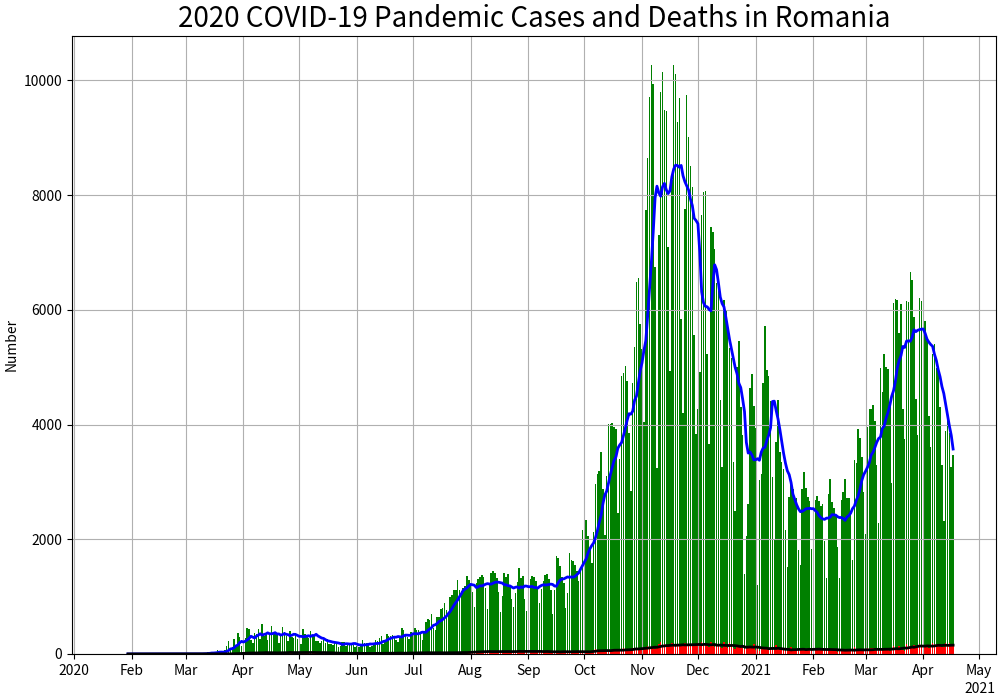 2020 COVID-19 Pandemic Cases and Deaths in Romania
Number
10000
8000
6000
4000
2000
0
2020 Feb Mar Apr May Jun Jul Aug Sep Oct Nov Dec 2021 Feb Mar Apr May
2021